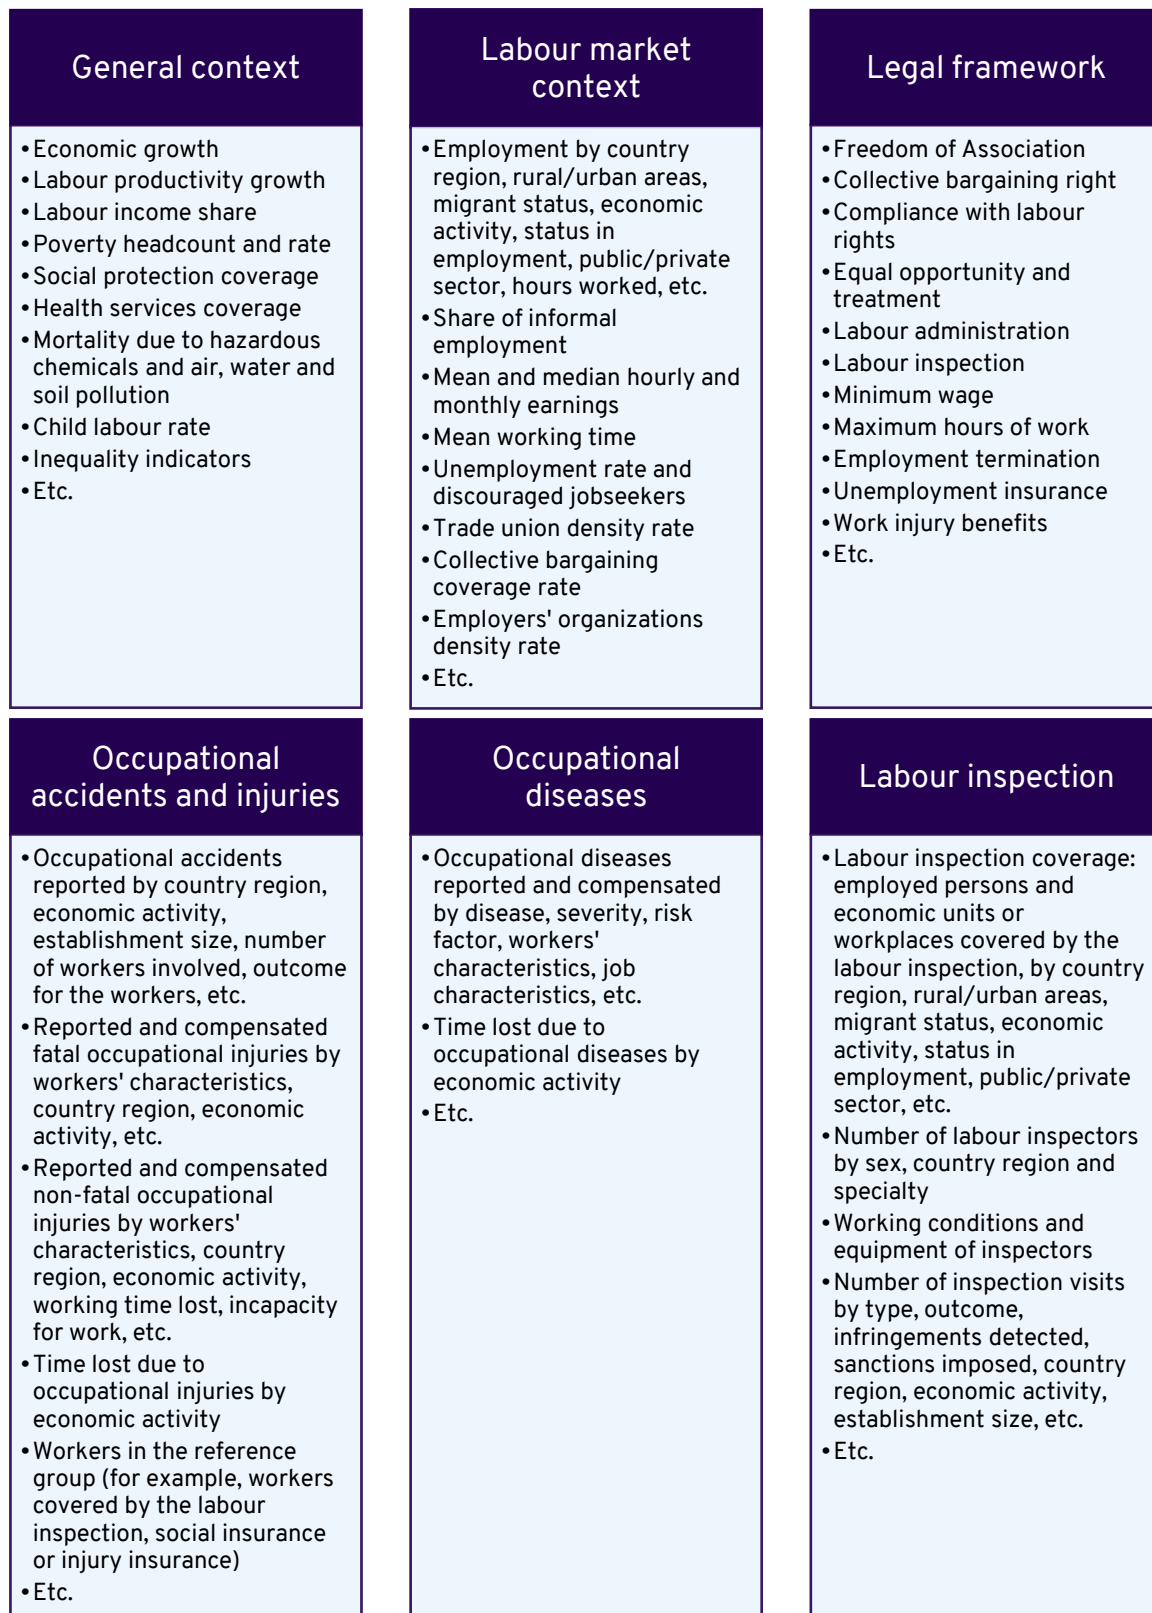 General context
• Economic growth
• Labour productivity growth
• Labour income share
• Poverty headcount and rate
• Social protection coverage
• Health services coverage
• Mortality due to hazardous
chemicals and air, water and
soil pollution
• Child labour rate
• Inequality indicators
• Etc.
Labour market
context
• Employment by country
region, rural/urban areas,
migrant status, economic
activity, status in
employment, public/private
sector, hours worked, etc.
• Share of informal
employment
• Mean and median hourly and
monthly earnings
• Mean working time
• Unemployment rate and
discouraged jobseekers
• Trade union density rate
• Collective bargaining
coverage rate
• Employers' organizations
density rate
• Etc.
Legal framework
• Freedom of Association
• Collective bargaining right
• Compliance with labour
rights
• Equal opportunity and
treatment
• Labour administration
• Labour inspection
• Minimum wage
• Maximum hours of work
• Employment termination
• Unemployment insurance
• Work injury benefits
• Etc.
Occupational
accidents and injuries
• Occupational accidents
reported by country region,
economic activity,
establishment size, number
of workers involved, outcome
for the workers, etc.
• Reported and compensated
fatal occupational injuries by
workers' characteristics,
country region, economic
activity, etc.
• Reported and compensated
non-fatal occupational
injuries by workers'
characteristics, country
region, economic activity,
working time lost, incapacity
for work, etc.
• Time lost due to
occupational injuries by
economic activity
• Workers in the reference
group (for example, workers
covered by the labour
inspection, social insurance
or injury insurance)
• Etc.
Occupational
diseases
• Occupational diseases
reported and compensated
by disease, severity, risk
factor, workers'
characteristics, job
characteristics, etc.
• Time lost due to
occupational diseases by
economic activity
• Etc.
Labour inspection
• Labour inspection coverage:
employed persons and
economic units or
workplaces covered by the
labour inspection, by country
region, rural/urban areas,
migrant status, economic
activity, status in
employment, public/private
sector, etc.
• Number of labour inspectors
by sex, country region and
specialty
• Working conditions and
equipment of inspectors
• Number of inspection visits
by type, outcome,
infringements detected,
sanctions imposed, country
region, economic activity,
establishment size, etc.
• Etc.